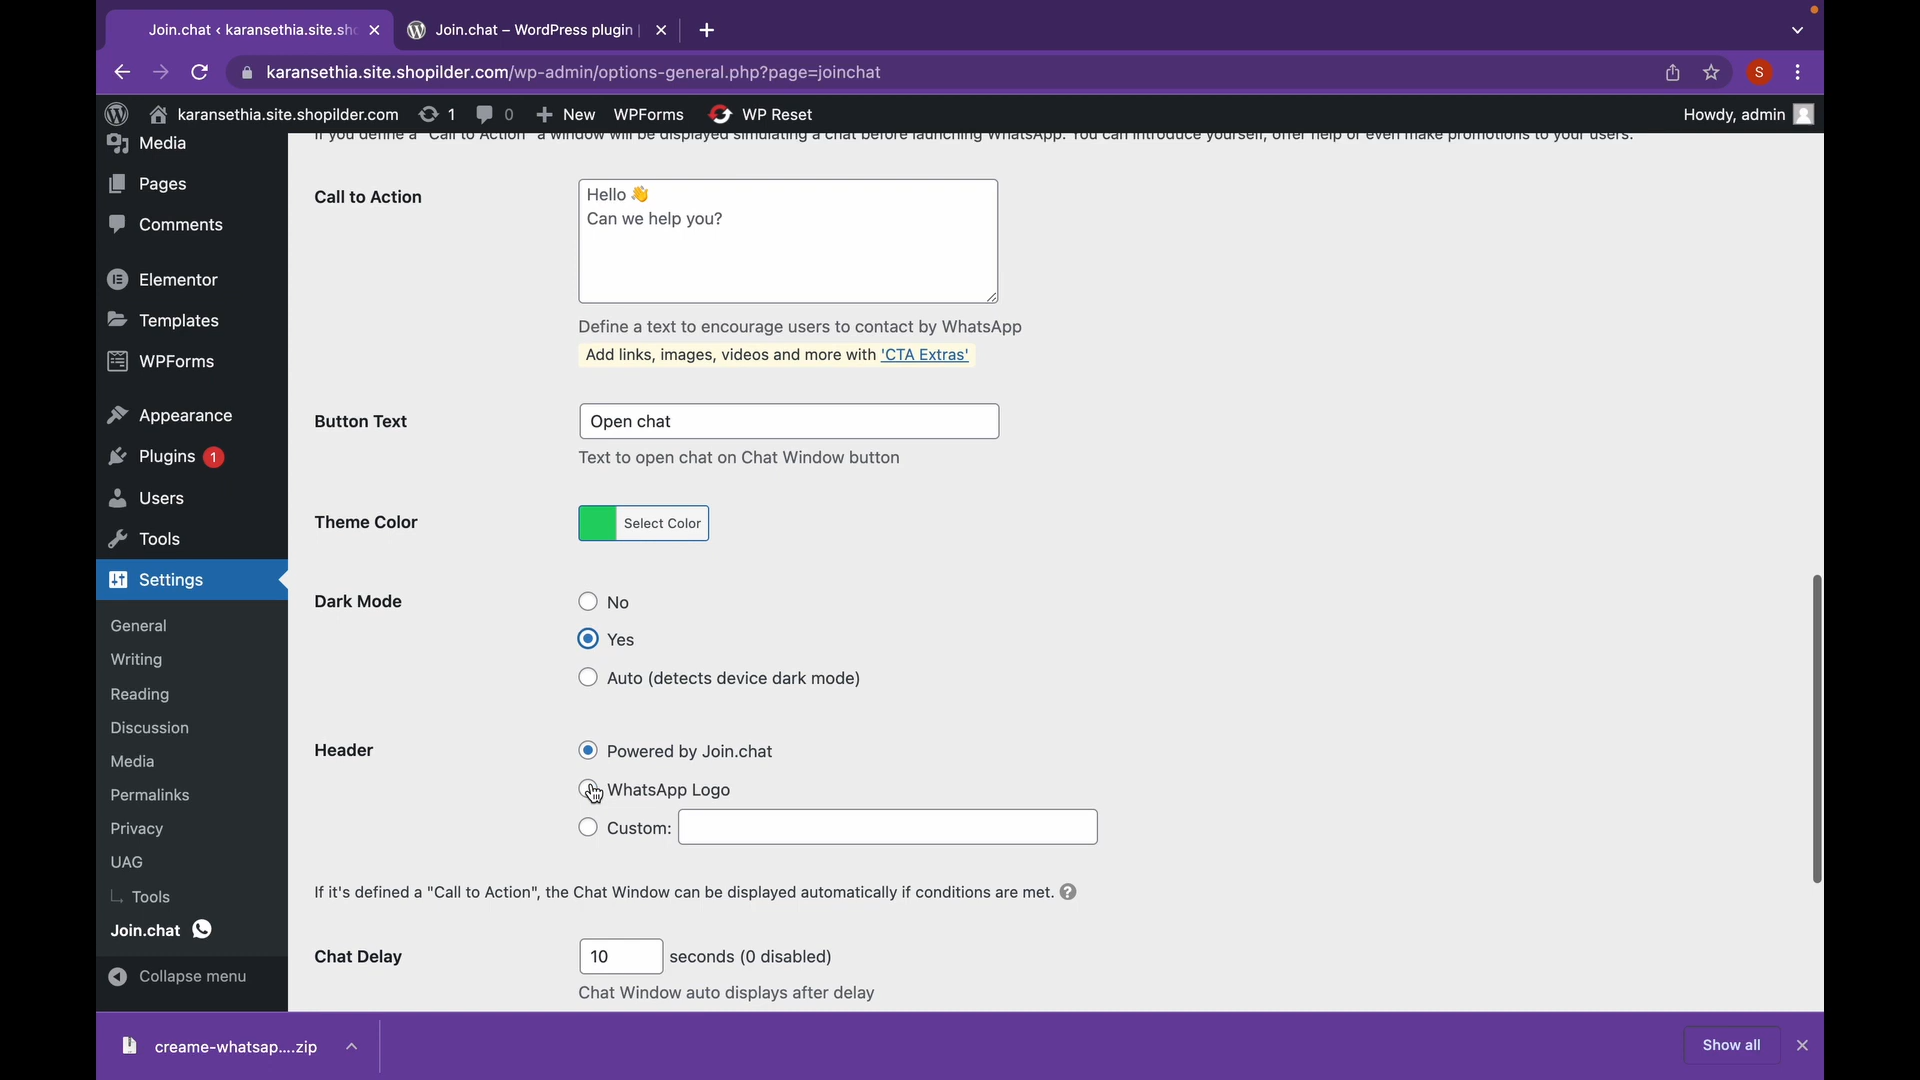 Join.chat ‹ karansethia.site.sh
Join.chat – WordPress plugin
karansethia.site.shopilder.com/wp-admin/options-general.php?page=joinchat
S
karansethia.site.shopilder.com
1
0
New
WPForms
WP Reset
Howdy, admin
Media
Pages
Comments
Elementor
Templates
WPForms
Appearance
Plugins 1
Users
Tools
Settings
General
Writing
Reading
Discussion
Media
Permalinks
Privacy
UAG
Tools
Join.chat
Collapse menu
If you define a "Call to Action" a window will be displayed simulating a chat before launching WhatsApp. You can introduce yourself, offer help or even make promotions to your users.
Call to Action
Hello 👋
Can we help you?
Define a text to encourage users to contact by WhatsApp
Add links, images, videos and more with 'CTA Extras'
Button Text
Open chat
Text to open chat on Chat Window button
Theme Color
Select Color
Dark Mode
No
Yes
Auto (detects device dark mode)
Header
Powered by Join.chat
WhatsApp Logo
Custom:
If it's defined a "Call to Action", the Chat Window can be displayed automatically if conditions are met. ?
Chat Delay
10
seconds (0 disabled)
Chat Window auto displays after delay
creame-whatsap....zip
Show all